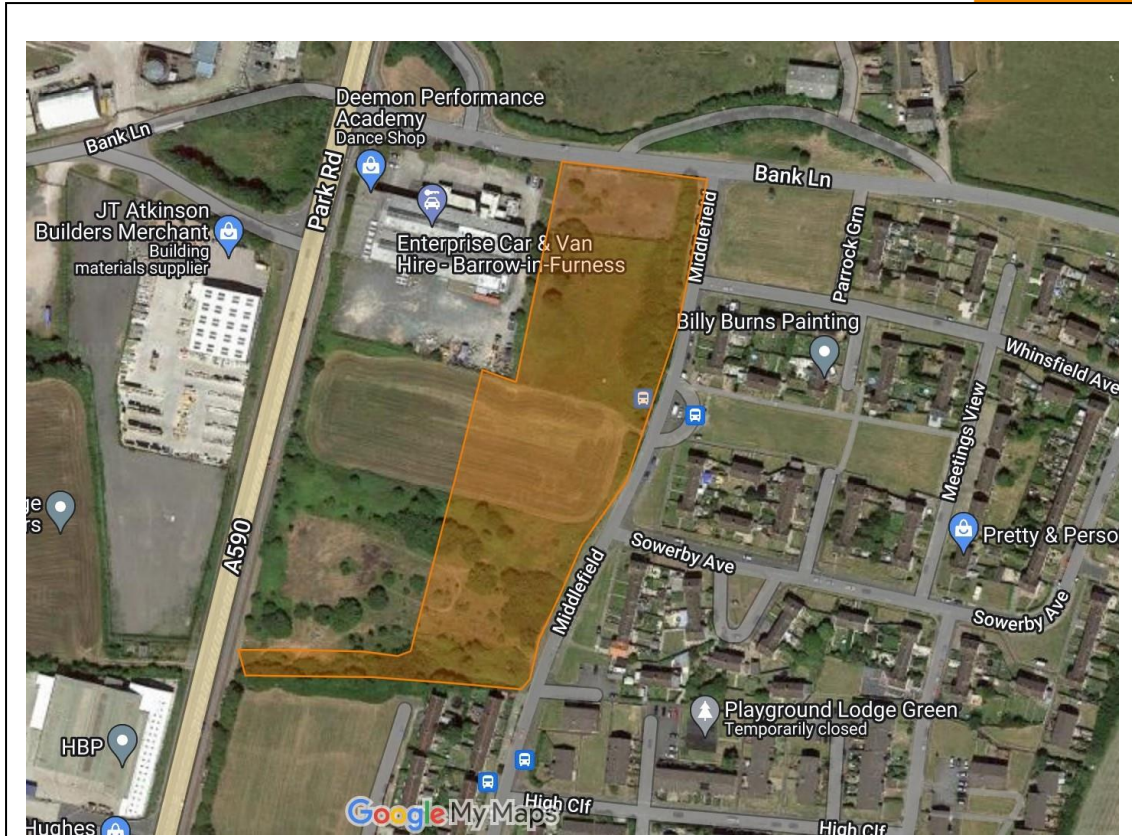 Deemon Performance
Academy
Dance Shop
Bank Ln
Park Rd
Bank Ln
Middlefield
JT Atkinson
Builders Merchant
Building
materials supplier
Enterprise Car & Van
Hire - Barrow-in-Furness
Parrock Grn
Billy Burns Painting
Whinsfield Ave
Meetings View
A590
Pretty & Perso
Sowerby Ave
Middlefield
Sowerby Ave
Playground Lodge Green
Temporarily closed
HBP
High Clf
High Clf
Google My Maps
Hughes